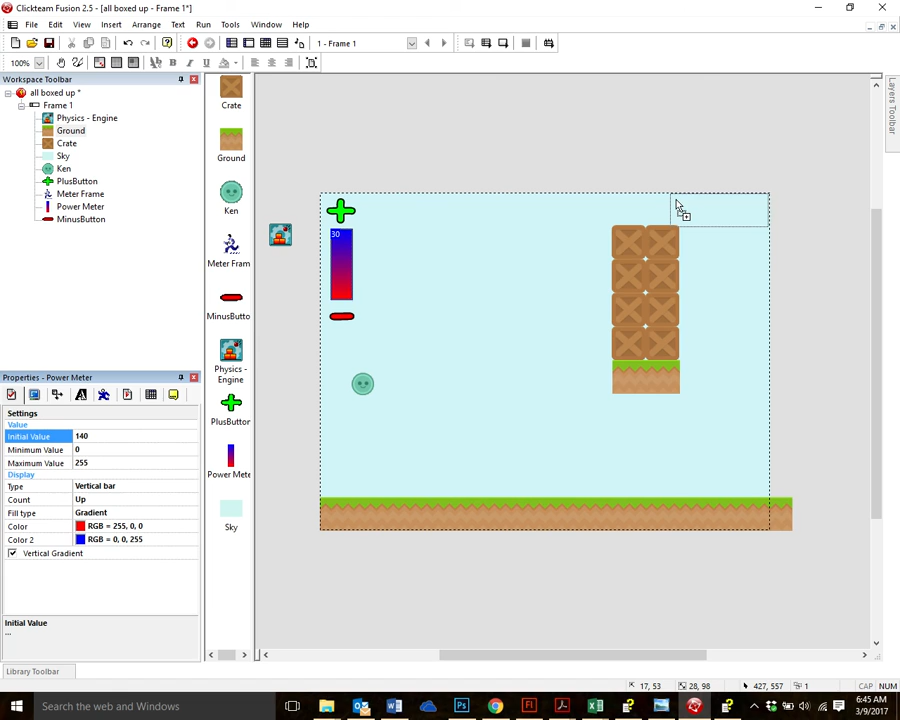 Clickteam Fusion 2.5 - [all boxed up - Frame 1*]
File Edit View Insert Arrange Text Run Tools Window Help
1 - Frame 1
100%
B I U
Workspace Toolbar
all boxed up *
Frame 1
Physics - Engine
Ground
Crate
Sky
Ken
PlusButton
Meter Frame
Power Meter
MinusButton
Properties - Power Meter
Settings
Value
Initial Value 140
Minimum Value 0
Maximum Value 255
Display
Type Vertical bar
Count Up
Fill type Gradient
Color RGB = 255, 0, 0
Color 2 RGB = 0, 0, 255
Vertical Gradient
Initial Value
...
Library Toolbar
Crate
Ground
Ken
Meter Fram
MinusButto
Physics -
Engine
PlusButton
Power Mete
Sky
30
Layers Toolbar
17, 53
28, 98
427, 557
1
CAP
NUM
Search the web and Windows
Ps
Fl
6:45 AM
3/9/2017